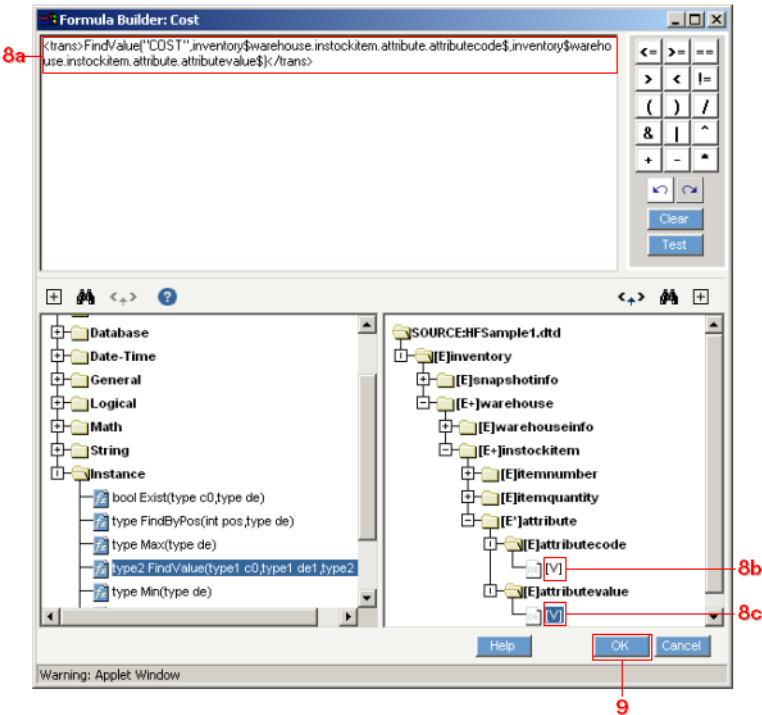 Formula Builder: Cost
8a
<trans>FindValue("COST",inventory$warehouse.instockitem.attribute.attributecode$,inventory$wareho
use.instockitem.attribute.attributevalue$)</trans>
<= >= ==
> < !=
( ) /
& | ^
+ - *
Clear
Test
Database
Date-Time
General
Logical
Math
String
Instance
bool Exist(type c0,type de)
type FindByPos(int pos,type de)
type Max(type de)
type2 FindValue(type1 c0,type1 de1,type2
type Min(type de)
SOURCE:HFSample1.dtd
[E]inventory
[E]snapshotinfo
[E+]warehouse
[E]warehouseinfo
[E+]instockitem
[E]itemnumber
[E]itemquantity
[E*]attribute
[E]attributecode
[V]
8b
[E]attributevalue
[V]
8c
Help
OK
Cancel
Warning: Applet Window
9